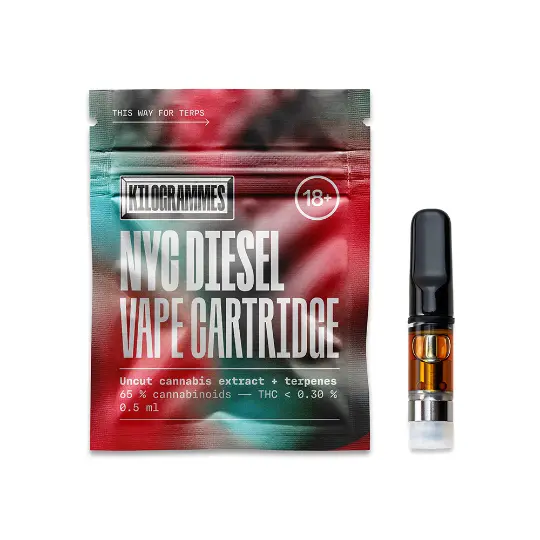 THIS WAY FOR TERPS
KILOGRAMMES
18+
NYC DIESEL
VAPE CARTRIDGE
Uncut cannabis extract + terpenes
65 % cannabinoids — THC < 0.30 %
0.5 ml